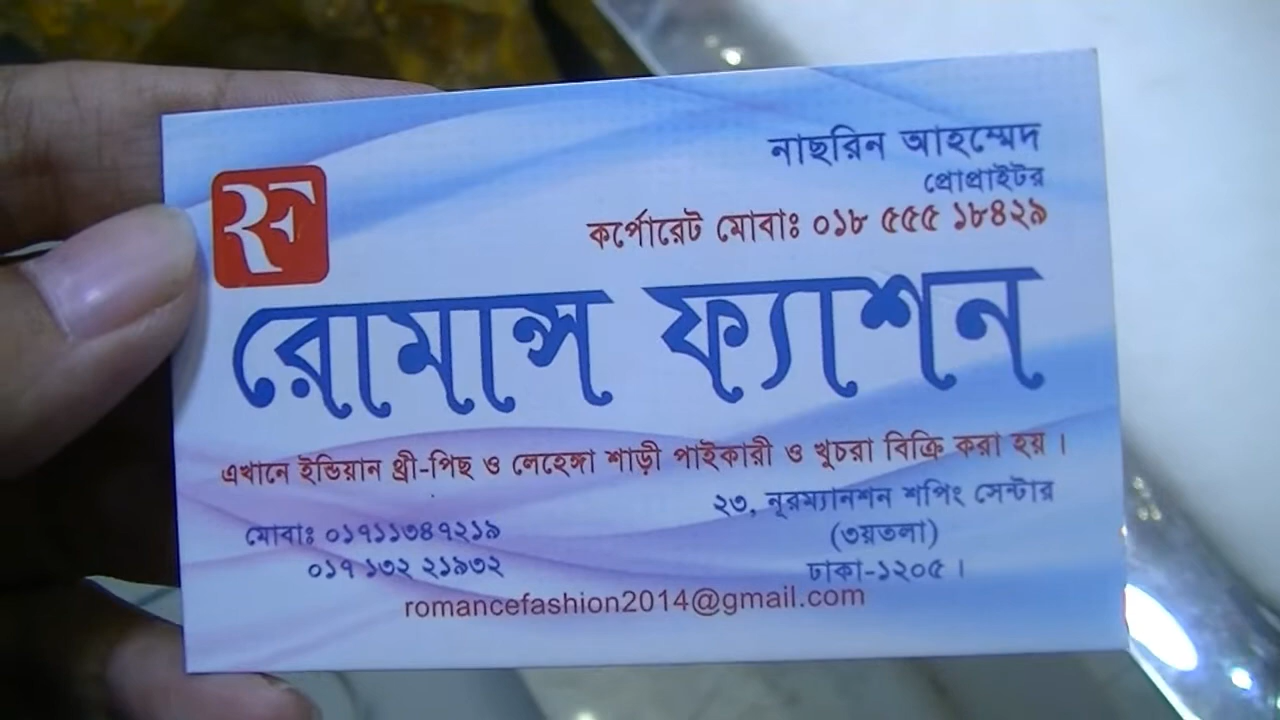 নাছরিন আহম্মেদ
প্রোপ্রাইটর
কর্পোরেট মোবাঃ ০১৮ ৫৫৫ ১৮৪২৯
রোমান্স ফ্যাশন
এখানে ইন্ডিয়ান থ্রী-পিছ ও লেহেঙ্গা শাড়ী পাইকারী ও খুচরা বিক্রি করা হয় ।
২৩, নূরম্যানশন শপিং সেন্টার
(৩য়তলা)
ঢাকা-১২০৫ ।
মোবাঃ ০১৭১১৩৪৭২১৯
০১৭ ১৩২ ২১৯৩২
romancefashion2014@gmail.com